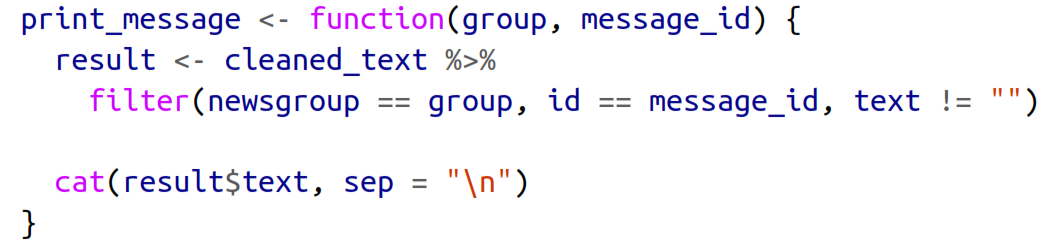 print_message <- function(group, message_id) {
  result <- cleaned_text %>%
    filter(newsgroup == group, id == message_id, text != "")

  cat(result$text, sep = "\n")
}